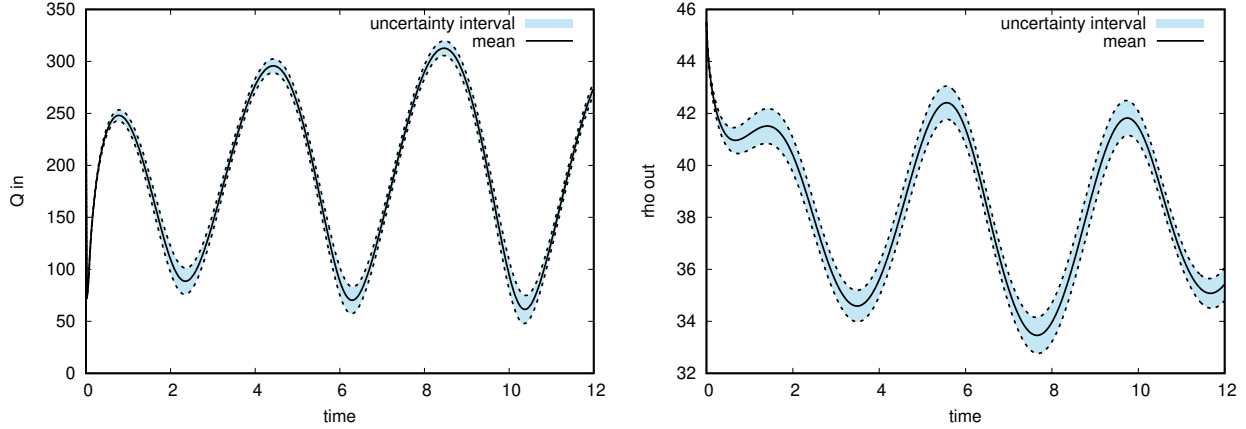 350
300
250
200
150
100
50
0
Q in
0 2 4 6 8 10 12
time
uncertainty interval
mean
46
44
42
40
38
36
34
32
rho out
0 2 4 6 8 10 12
time
uncertainty interval
mean